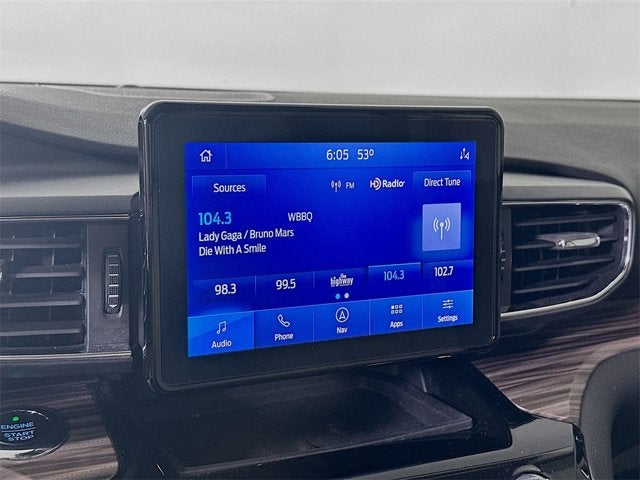 6:05 53°
Sources
FM
HD Radio
Direct Tune
104.3
WBBQ
Lady Gaga / Bruno Mars
Die With A Smile
98.3
99.5
the highway
104.3
102.7
Audio
Phone
Nav
Apps
Settings
ENGINE
START
STOP